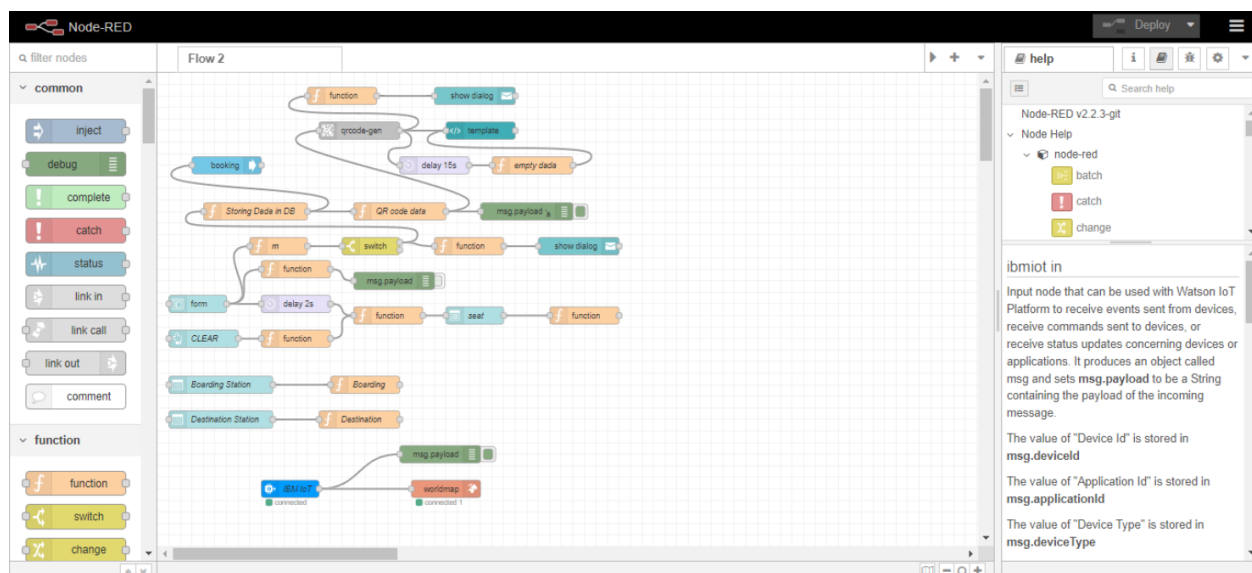 Node-RED
Deploy
filter nodes
Flow 2
help
i
common
inject
debug
complete
catch
status
link in
link call
link out
comment
function
function
switch
change
function
show dialog
qrcode-gen
template
booking
delay 15s
empty dada
Storing Dada in DB
QR code data
msg.payload
m
switch
function
show dialog
function
msg.payload
form
delay 2s
function
seat
function
CLEAR
function
Boarding Station
Boarding
Destination Station
Destination
msg.payload
IBM IoT
connected
worldmap
connected 1
Search help
Node-RED v2.2.3-git
Node Help
node-red
batch
catch
change
ibmiot in
Input node that can be used with Watson IoT
Platform to receive events sent from devices,
receive commands sent to devices, or
receive status updates concerning devices or
applications. It produces an object called
msg and sets msg.payload to be a String
containing the payload of the incoming
message.
The value of "Device Id" is stored in
msg.deviceId
The value of "Application Id" is stored in
msg.applicationId
The value of "Device Type" is stored in
msg.deviceType